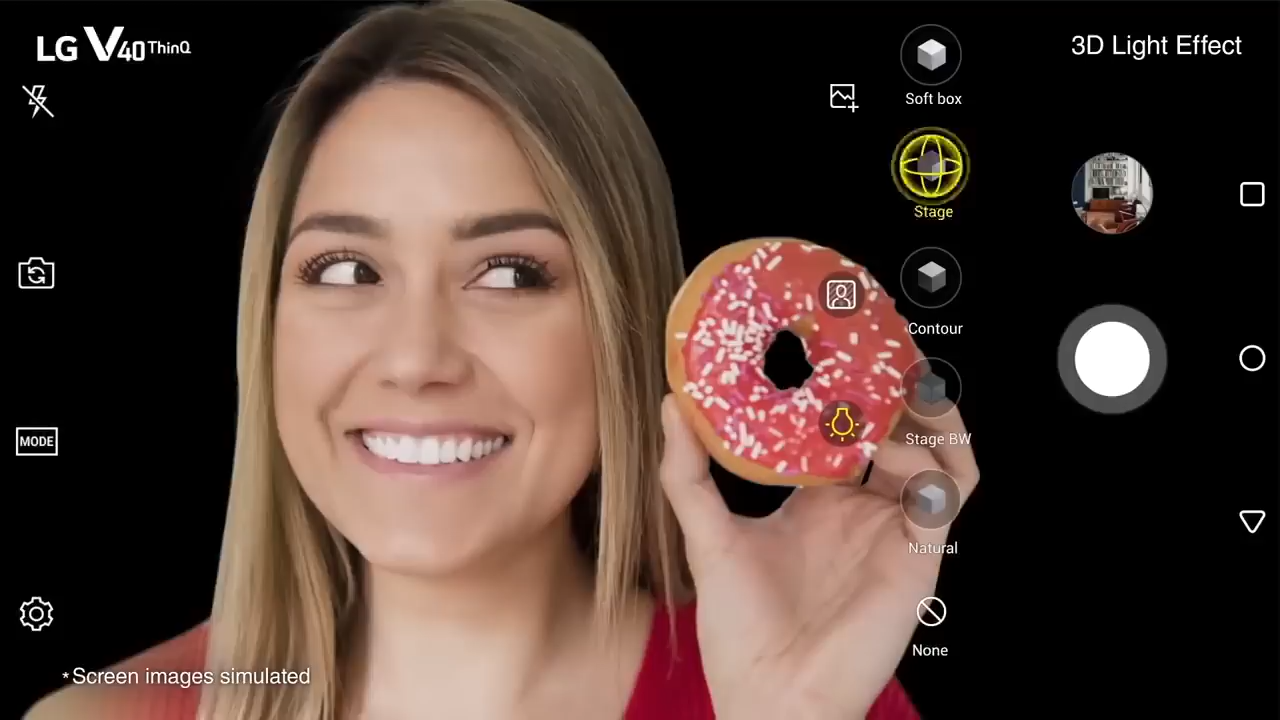 LG V40 ThinQ
3D Light Effect
Soft box
Stage
Contour
MODE
Stage BW
Natural
None
*Screen images simulated